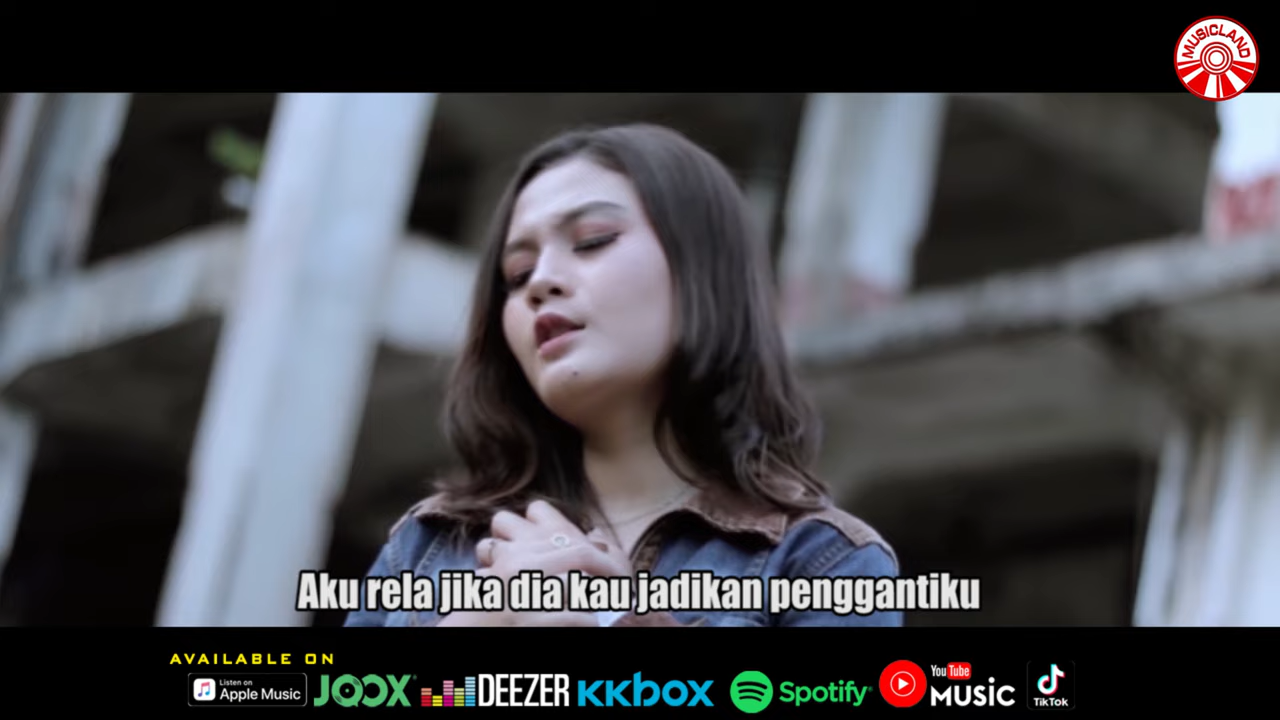 MUSICLAND
Aku rela jika dia kau jadikan penggantiku
AVAILABLE ON
Listen on
Apple Music
JOOX
DEEZER
KKBOX
Spotify
YouTube
MUSIC
TikTok